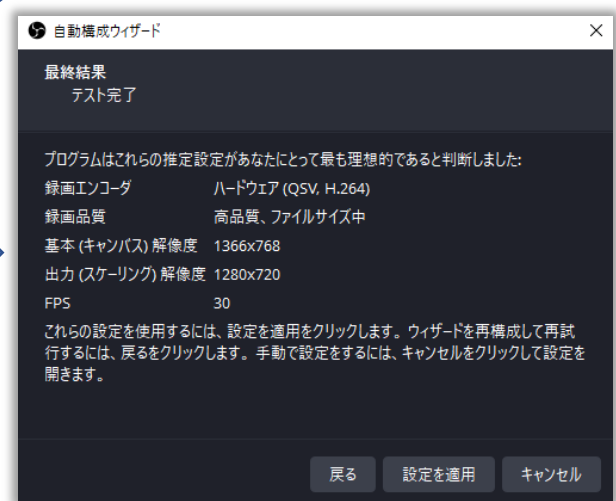 自動構成ウィザード
最終結果
テスト完了
プログラムはこれらの推定設定があなたにとって最も理想的であると判断しました:
録画エンコーダ ハードウェア (QSV, H.264)
録画品質 高品質、ファイルサイズ中
基本 (キャンバス) 解像度 1366x768
出力 (スケーリング) 解像度 1280x720
FPS 30
これらの設定を使用するには、設定を適用をクリックします。ウィザードを再構成して再試
行するには、戻るをクリックします。手動で設定をするには、キャンセルをクリックして設定を
開きます。
戻る 設定を適用 キャンセル